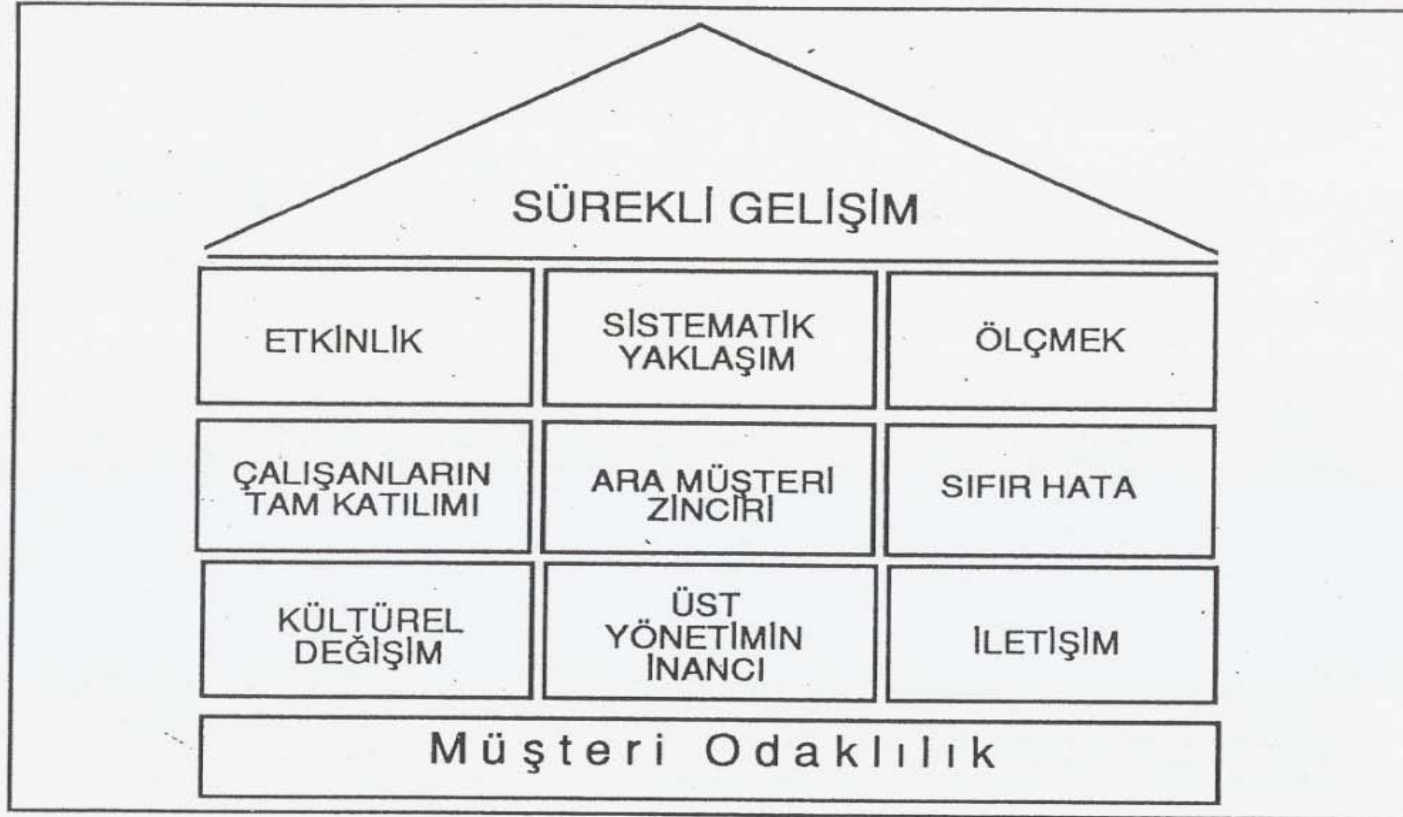 SÜREKLİ GELİŞİM
ETKİNLİK
SİSTEMATİK
YAKLAŞIM
ÖLÇMEK
ÇALIŞANLARIN
TAM KATILIMI
ARA MÜŞTERİ
ZİNCİRİ
SIFIR HATA
KÜLTÜREL
DEĞİŞİM
ÜST
YÖNETİMİN
İNANCI
İLETİŞİM
Müşteri Odaklılık